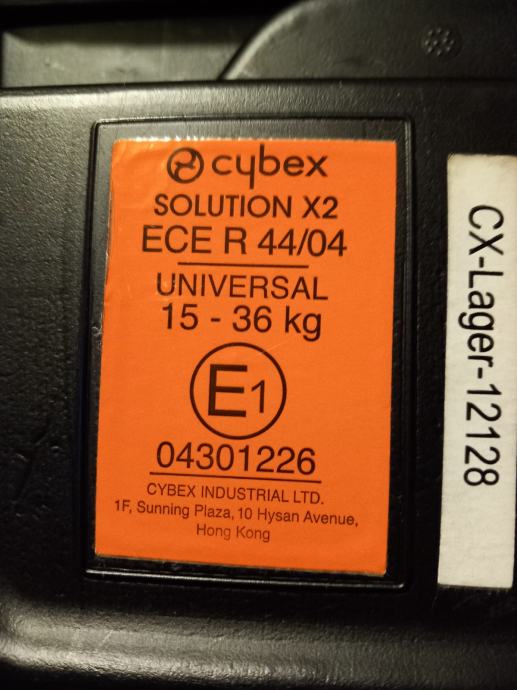 cybex
SOLUTION X2
ECE R 44/04
UNIVERSAL
15 - 36 kg
E1
04301226
CYBEX INDUSTRIAL LTD.
1F, Sunning Plaza, 10 Hysan Avenue,
Hong Kong
CX-Lager-12128